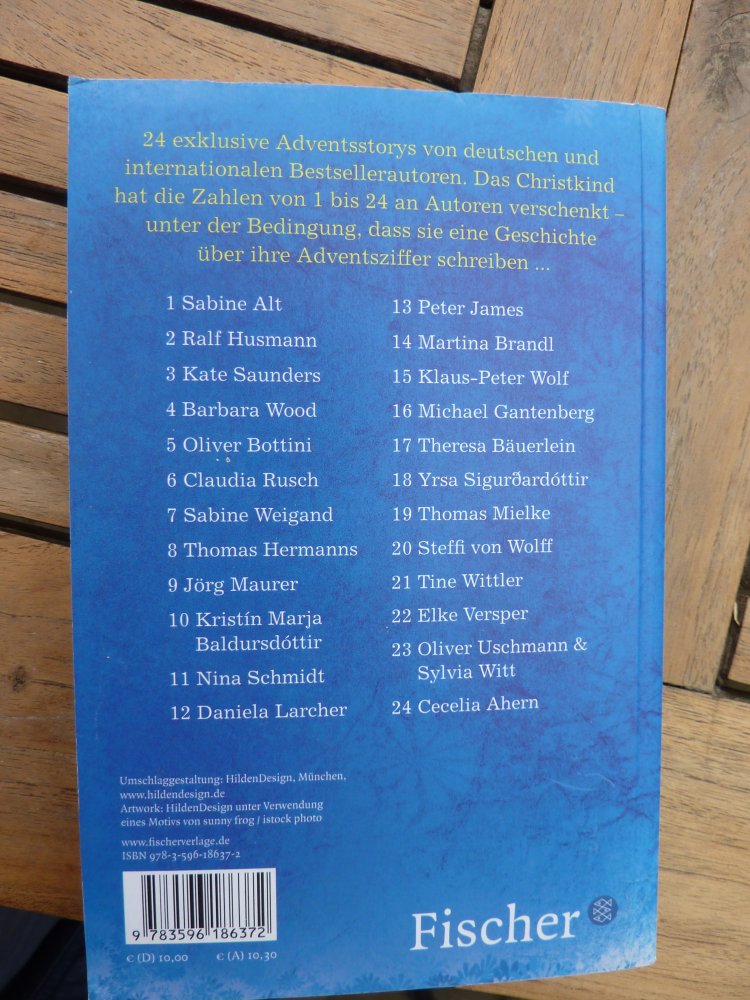 24 exklusive Adventsstorys von deutschen und
internationalen Bestsellerautoren. Das Christkind
hat die Zahlen von 1 bis 24 an Autoren verschenkt –
unter der Bedingung, dass sie eine Geschichte
über ihre Adventsziffer schreiben ...
1 Sabine Alt
2 Ralf Husmann
3 Kate Saunders
4 Barbara Wood
5 Oliver Bottini
6 Claudia Rusch
7 Sabine Weigand
8 Thomas Hermanns
9 Jörg Maurer
10 Kristín Marja
Baldursdóttir
11 Nina Schmidt
12 Daniela Larcher
13 Peter James
14 Martina Brandl
15 Klaus-Peter Wolf
16 Michael Gantenberg
17 Theresa Bäuerlein
18 Yrsa Sigurðardóttir
19 Thomas Mielke
20 Steffi von Wolff
21 Tine Wittler
22 Elke Versper
23 Oliver Uschmann &
Sylvia Witt
24 Cecelia Ahern
Umschlaggestaltung: HildenDesign, München,
www.hildendesign.de
Artwork: HildenDesign unter Verwendung
eines Motivs von sunny frog / istock photo
www.fischerverlage.de
ISBN 978-3-596-18637-2
9 783596 186372
€ (D) 10,00 € (A) 10,30
Fischer